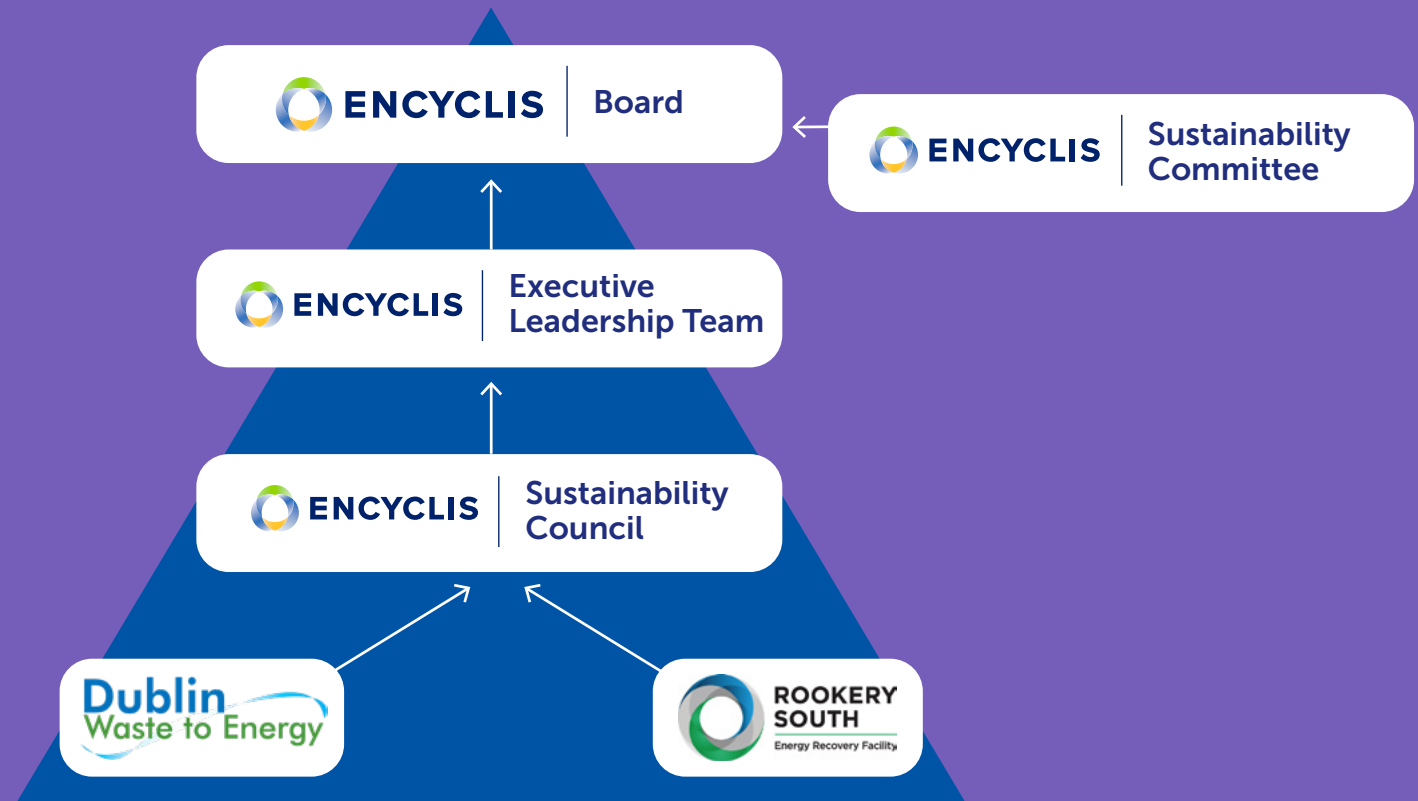 ENCYCLIS
Board
ENCYCLIS
Sustainability
Committee
ENCYCLIS
Executive
Leadership Team
ENCYCLIS
Sustainability
Council
Dublin
Waste to Energy
ROOKERY
SOUTH
Energy Recovery Facility